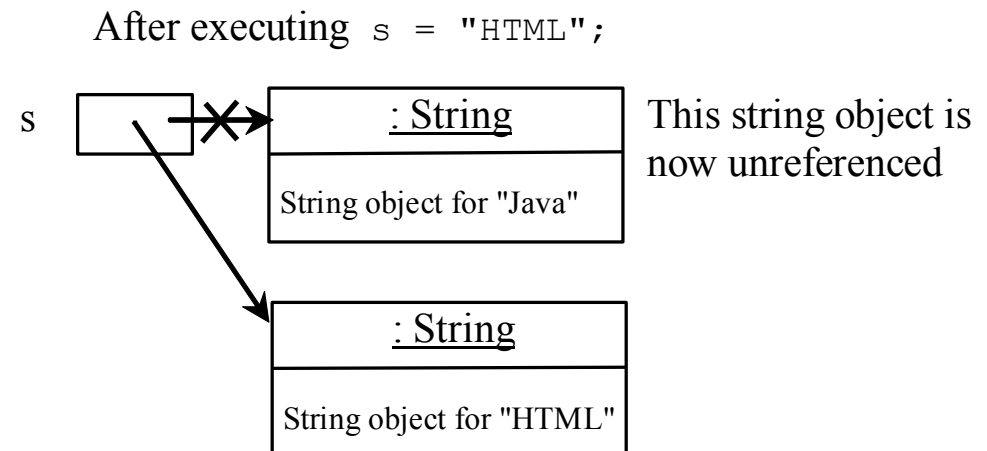 After executing s = "HTML";
s
: String
This string object is
now unreferenced
String object for "Java"
: String
String object for "HTML"